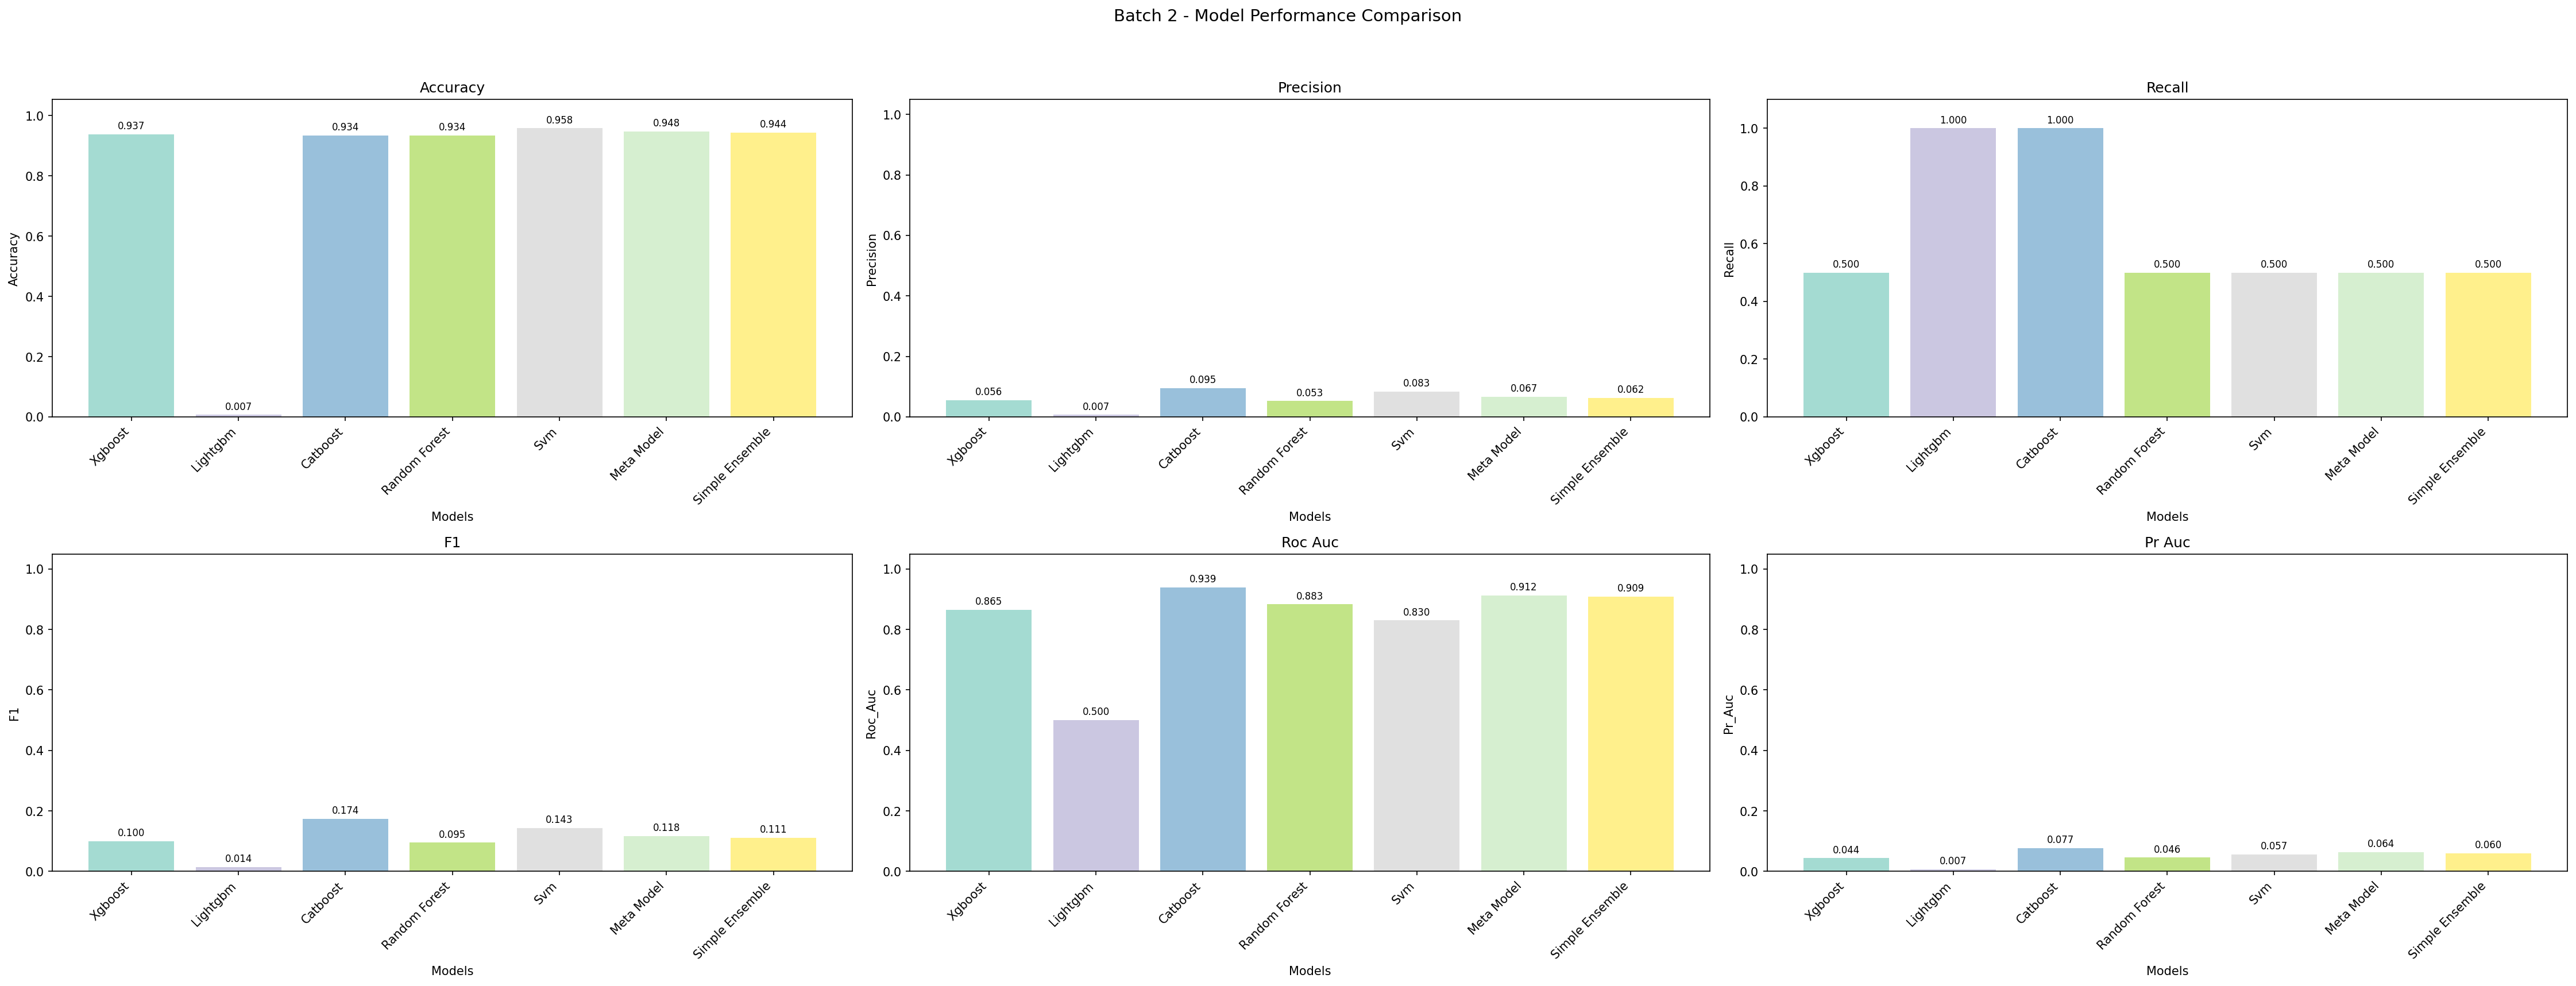 Batch 2 - Model Performance Comparison
Accuracy
Accuracy
1.0
0.8
0.6
0.4
0.2
0.0
0.937
0.007
0.934
0.934
0.958
0.948
0.944
Xgboost
Lightgbm
Catboost
Random Forest
Svm
Meta Model
Simple Ensemble
Models
Precision
Precision
1.0
0.8
0.6
0.4
0.2
0.0
0.056
0.007
0.095
0.053
0.083
0.067
0.062
Xgboost
Lightgbm
Catboost
Random Forest
Svm
Meta Model
Simple Ensemble
Models
Recall
Recall
1.0
0.8
0.6
0.4
0.2
0.0
0.500
1.000
1.000
0.500
0.500
0.500
0.500
Xgboost
Lightgbm
Catboost
Random Forest
Svm
Meta Model
Simple Ensemble
Models
F1
F1
1.0
0.8
0.6
0.4
0.2
0.0
0.100
0.014
0.174
0.095
0.143
0.118
0.111
Xgboost
Lightgbm
Catboost
Random Forest
Svm
Meta Model
Simple Ensemble
Models
Roc Auc
Roc_Auc
1.0
0.8
0.6
0.4
0.2
0.0
0.865
0.500
0.939
0.883
0.830
0.912
0.909
Xgboost
Lightgbm
Catboost
Random Forest
Svm
Meta Model
Simple Ensemble
Models
Pr Auc
Pr_Auc
1.0
0.8
0.6
0.4
0.2
0.0
0.044
0.007
0.077
0.046
0.057
0.064
0.060
Xgboost
Lightgbm
Catboost
Random Forest
Svm
Meta Model
Simple Ensemble
Models